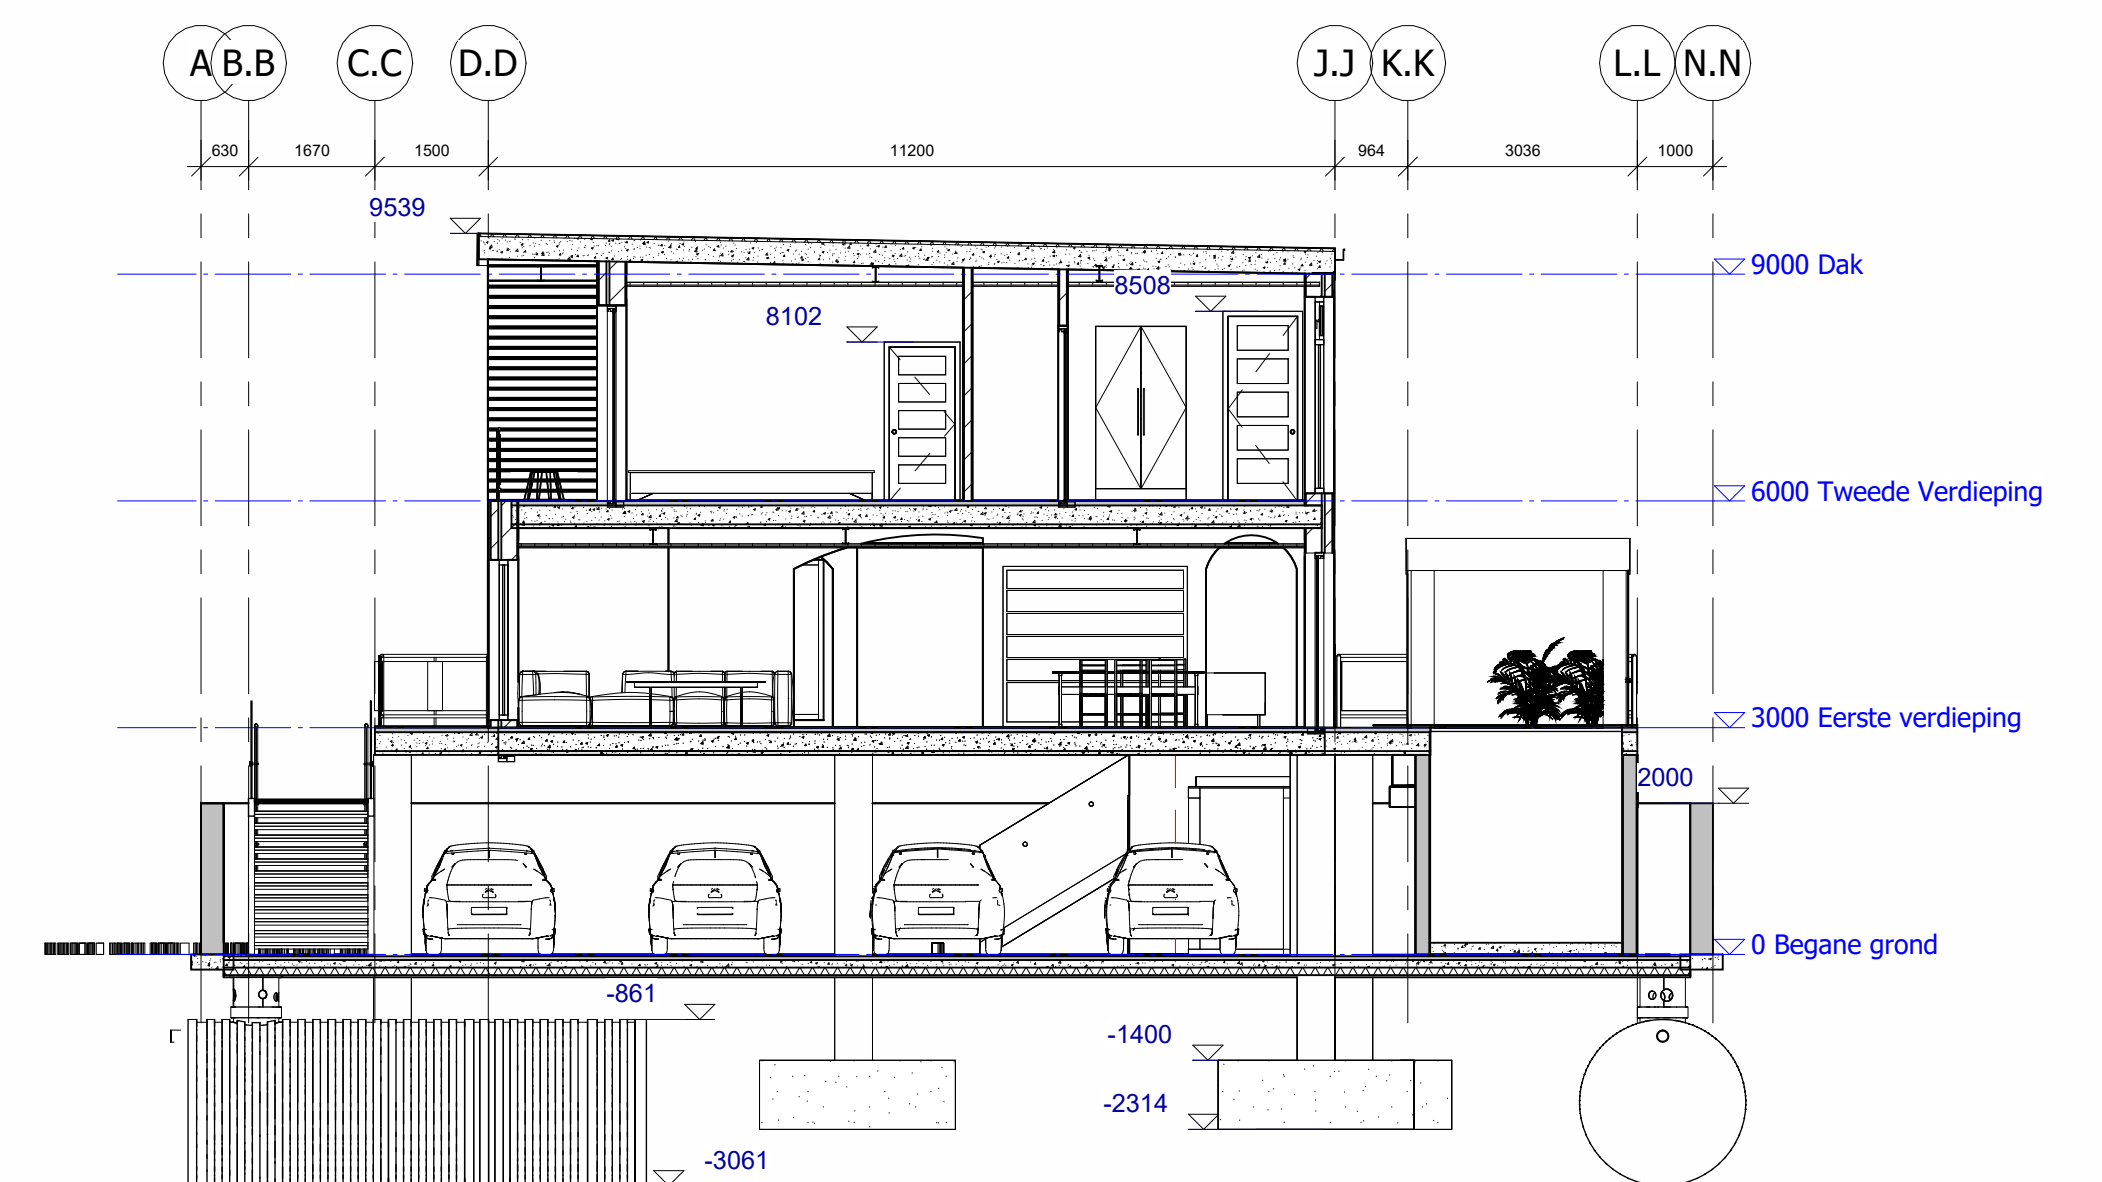 A B.B C.C D.D J.J K.K L.L N.N
630 1670 1500 11200 964 3036 1000
9539
9000 Dak
8508
8102
6000 Tweede Verdieping
3000 Eerste verdieping
2000
0 Begane grond
-861
-1400
-2314
-3061